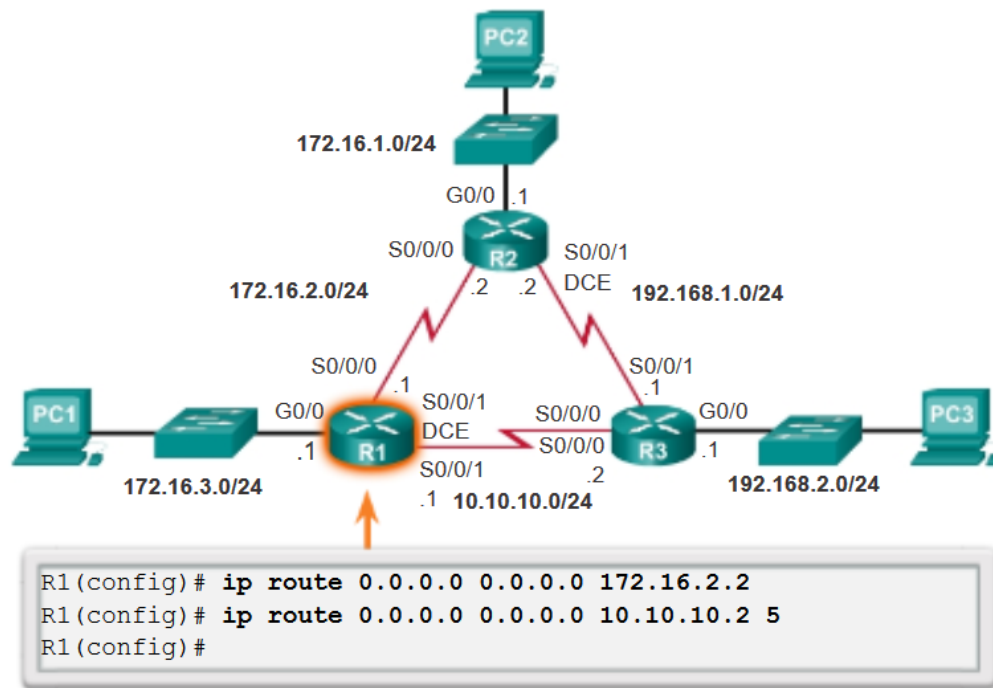 PC2
172.16.1.0/24
G0/0 .1
S0/0/0 R2 S0/0/1
DCE
172.16.2.0/24 .2 .2 192.168.1.0/24
S0/0/0 S0/0/1
.1 .1
PC1 G0/0 S0/0/1 S0/0/0 G0/0 PC3
DCE
.1 R1 S0/0/0 R3 .1
S0/0/1 .2
172.16.3.0/24 .1 10.10.10.0/24 192.168.2.0/24
R1(config)# ip route 0.0.0.0 0.0.0.0 172.16.2.2
R1(config)# ip route 0.0.0.0 0.0.0.0 10.10.10.2 5
R1(config)#